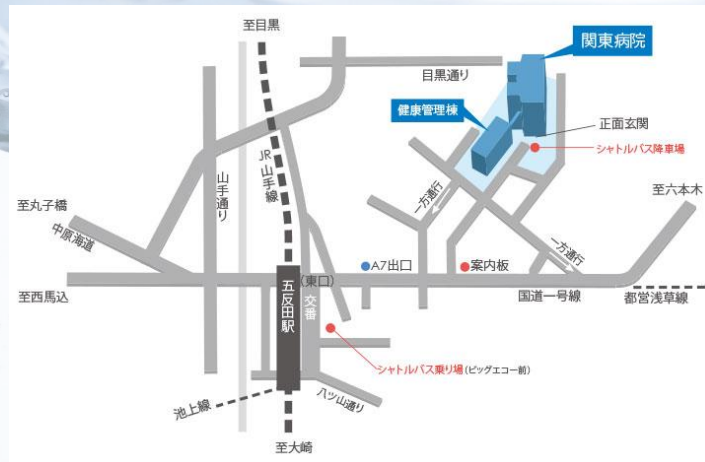 至目黒
関東病院
目黒通り
健康管理棟
正面玄関
シャトルバス降車場
JR山手線
山手通り
一方通行
至六本木
至丸子橋
中原海道
一方通行
A7出口
案内板
(東口)
至西馬込
五反田駅
交番
国道一号線
都営浅草線
シャトルバス乗り場(ビッグエコー前)
八ツ山通り
池上線
至大崎